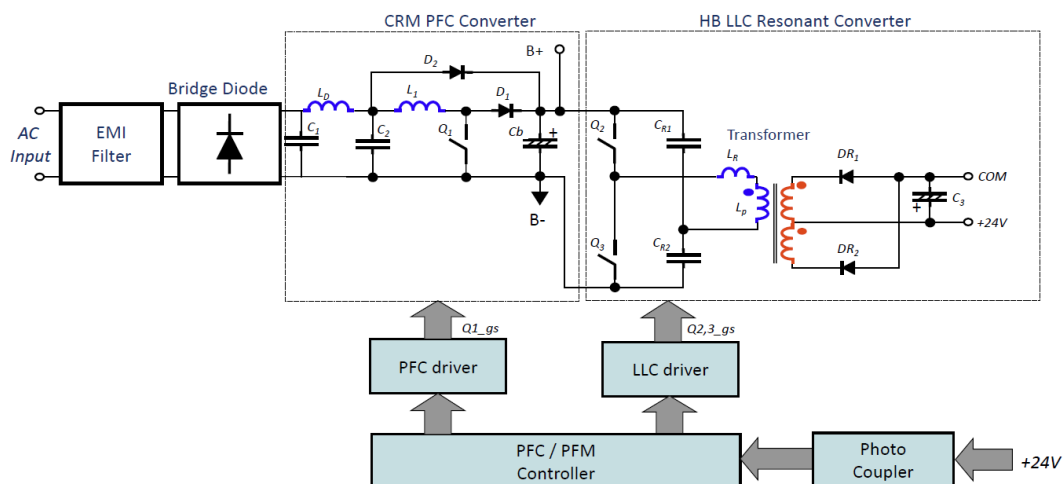 CRM PFC Converter
HB LLC Resonant Converter
B+
D2
Bridge Diode
LD
L1
D1
AC
Input
EMI
Filter
C1
C2
Q1
Cb
+
Q2
CR1
Transformer
LR
DR1
COM
Lp
C3
+
B-
+24V
Q3
CR2
DR2
Q1_gs
Q2,3_gs
PFC driver
LLC driver
PFC / PFM
Controller
Photo
Coupler
+24V